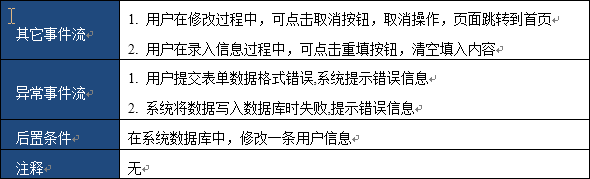 其它事件流
1. 用户在修改过程中，可点击取消按钮，取消操作，页面跳转到首页
2. 用户在录入信息过程中，可点击重填按钮，清空填入内容
异常事件流
1. 用户提交表单数据格式错误,系统提示错误信息
2. 系统将数据写入数据库时失败,提示错误信息
后置条件
在系统数据库中，修改一条用户信息
注释
无